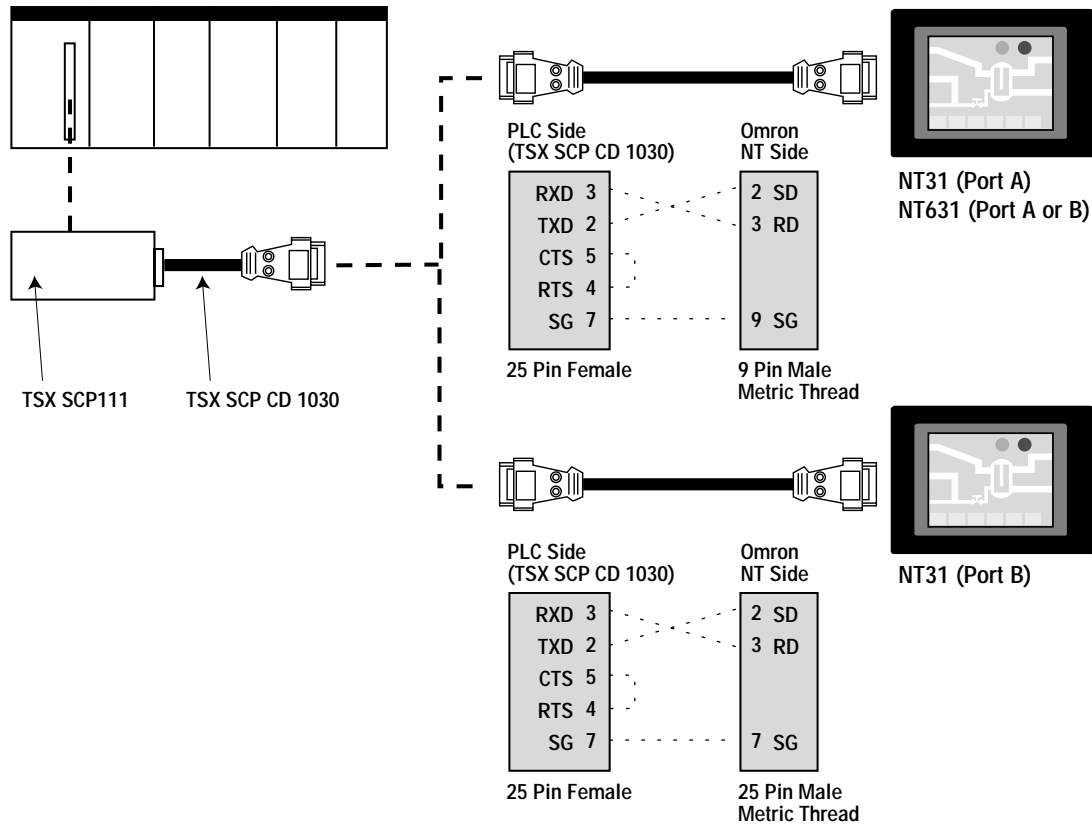 PLC Side
(TSX SCP CD 1030)
Omron
NT Side
RXD 3
TXD 2
CTS 5
RTS 4
SG 7
2 SD
3 RD
9 SG
25 Pin Female
9 Pin Male
Metric Thread
NT31 (Port A)
NT631 (Port A or B)
TSX SCP111
TSX SCP CD 1030
PLC Side
(TSX SCP CD 1030)
Omron
NT Side
RXD 3
TXD 2
CTS 5
RTS 4
SG 7
2 SD
3 RD
7 SG
25 Pin Female
25 Pin Male
Metric Thread
NT31 (Port B)